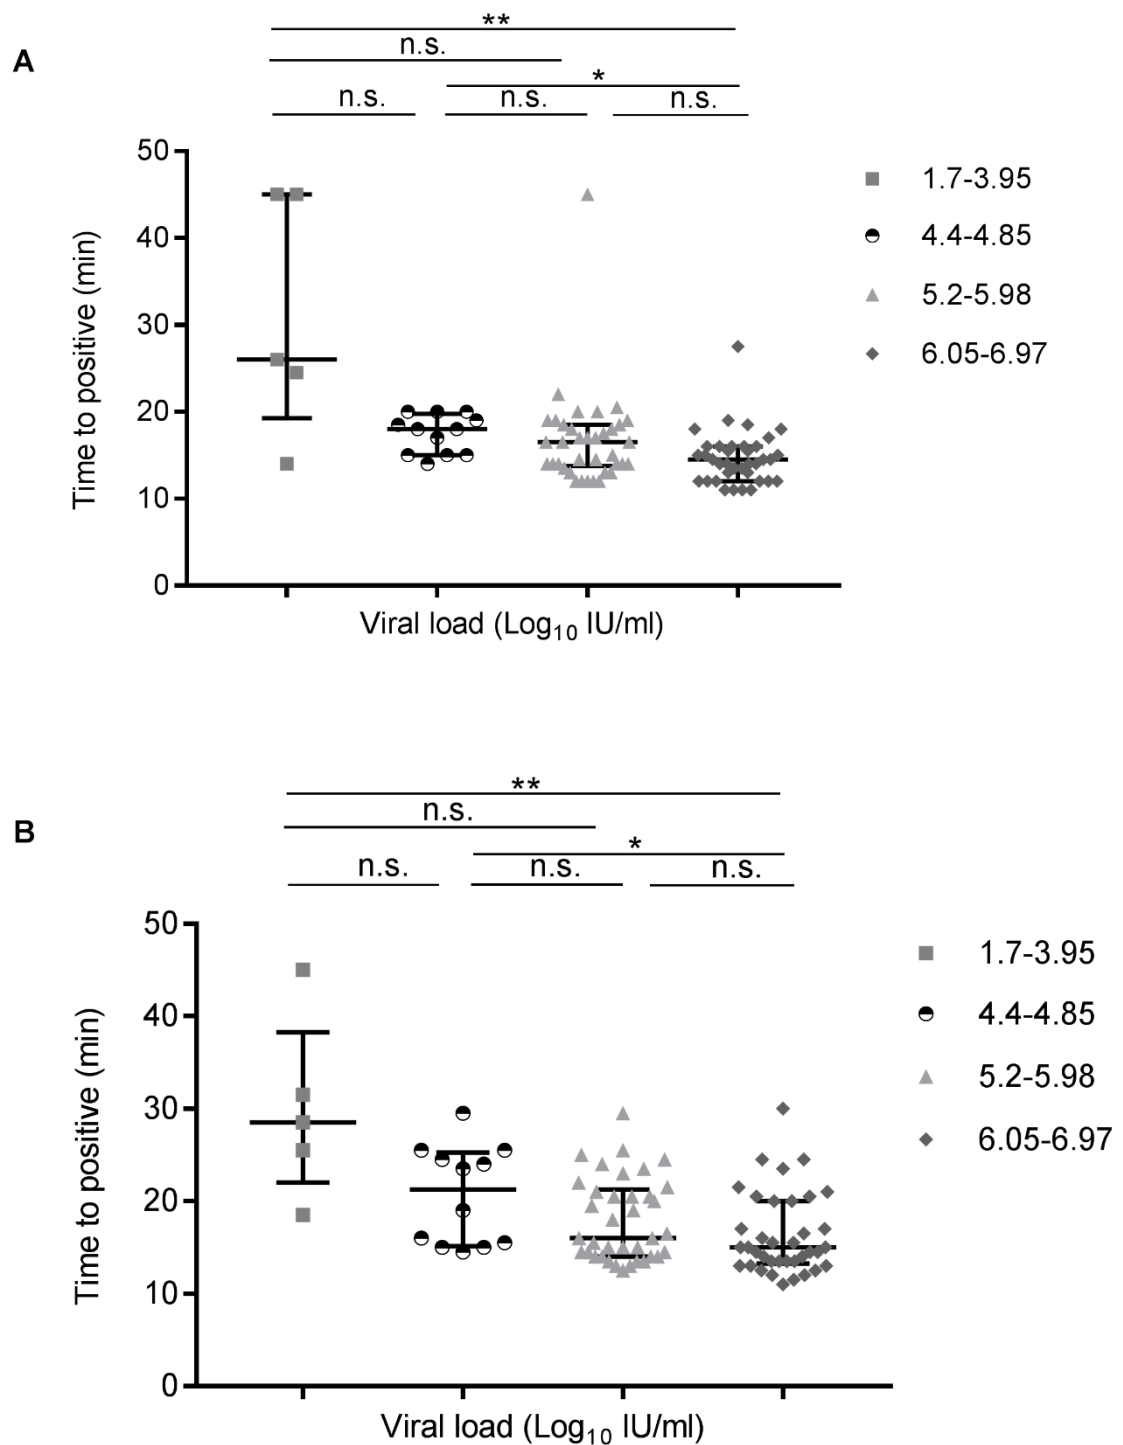 A
**
n.s.
*
n.s.
n.s.
n.s.
50
40
30
20
10
0
Time to positive (min)
Viral load (Log₁₀ IU/ml)
1.7-3.95
4.4-4.85
5.2-5.98
6.05-6.97
B
**
n.s.
*
n.s.
n.s.
n.s.
50
40
30
20
10
0
Time to positive (min)
Viral load (Log₁₀ IU/ml)
1.7-3.95
4.4-4.85
5.2-5.98
6.05-6.97